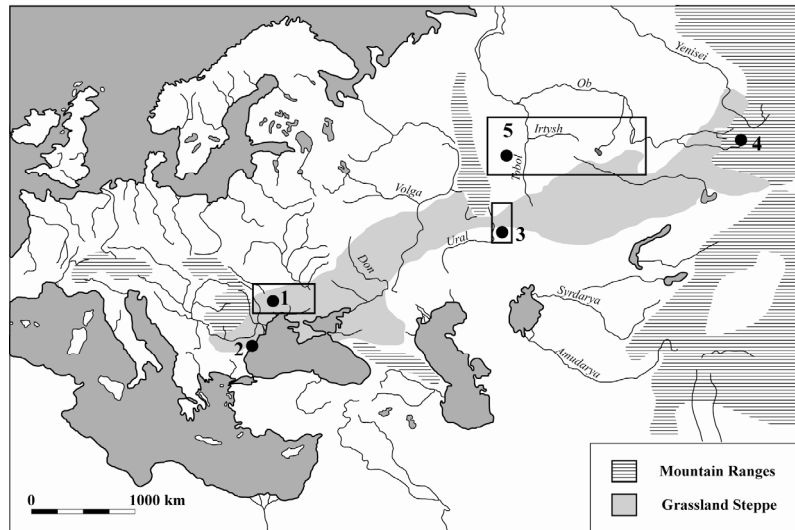 Yenisei
Ob
5
Irtysh
4
Tobol
Volga
3
Ural
Don
1
Syrdarya
2
Amudarya
Mountain Ranges
0 1000 km
Grassland Steppe